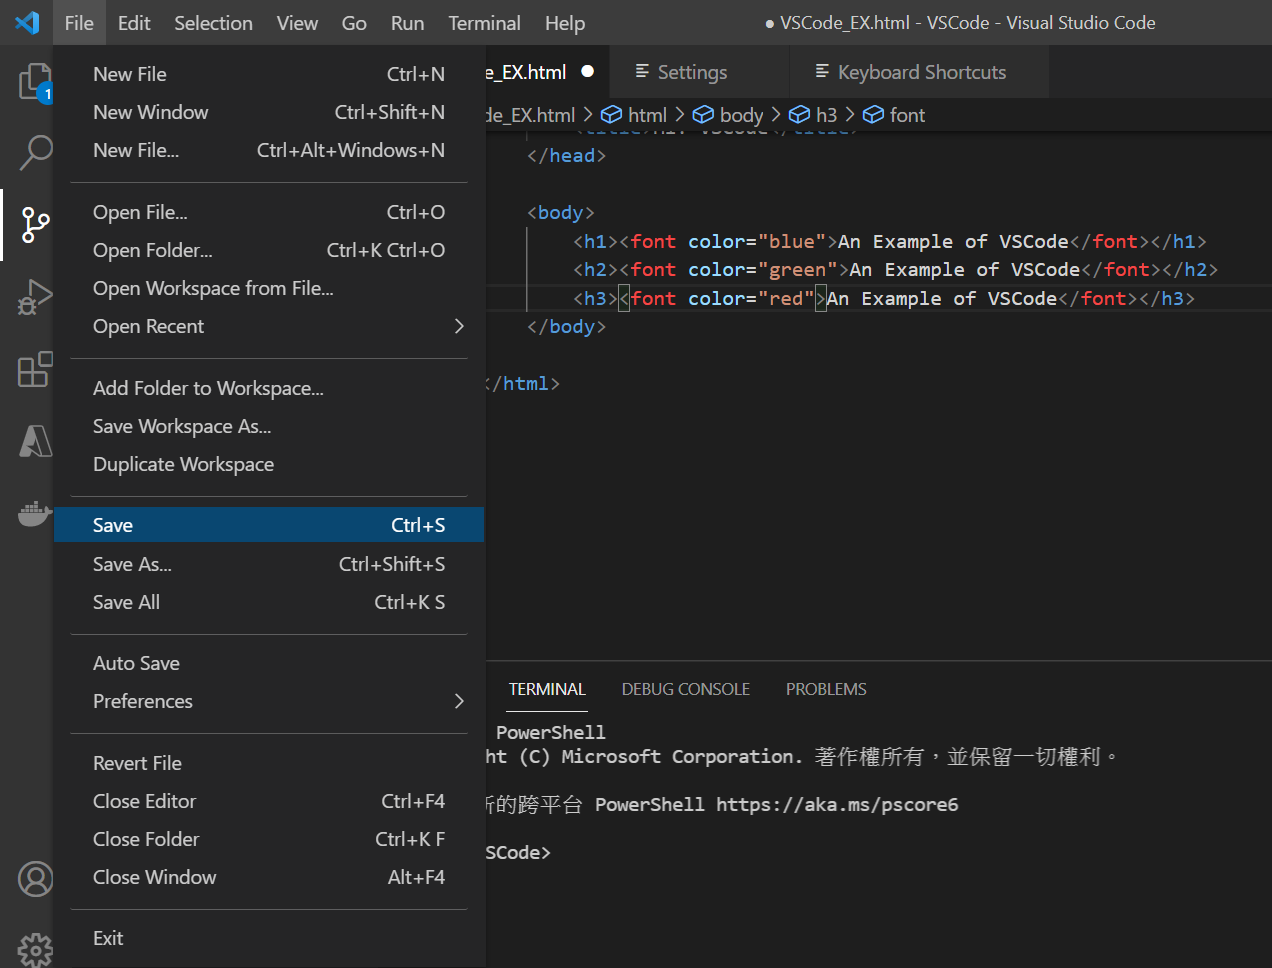 File Edit Selection View Go Run Terminal Help ● VSCode_EX.html - VSCode - Visual Studio Code
1
New File Ctrl+N
New Window Ctrl+Shift+N
New File... Ctrl+Alt+Windows+N
Open File... Ctrl+O
Open Folder... Ctrl+K Ctrl+O
Open Workspace from File...
Open Recent
Add Folder to Workspace...
Save Workspace As...
Duplicate Workspace
Save Ctrl+S
Save As... Ctrl+Shift+S
Save All Ctrl+K S
Auto Save
Preferences
Revert File
Close Editor Ctrl+F4
Close Folder Ctrl+K F
Close Window Alt+F4
Exit
e_EX.html ● Settings Keyboard Shortcuts
de_EX.html > html > body > h3 > font
</head>
<body>
<h1><font color="blue">An Example of VSCode</font></h1>
<h2><font color="green">An Example of VSCode</font></h2>
<h3><font color="red">An Example of VSCode</font></h3>
</body>
</html>
TERMINAL DEBUG CONSOLE PROBLEMS
PowerShell
ht (C) Microsoft Corporation. 著作權所有，並保留一切權利。
新的跨平台 PowerShell https://aka.ms/pscore6
SCode>